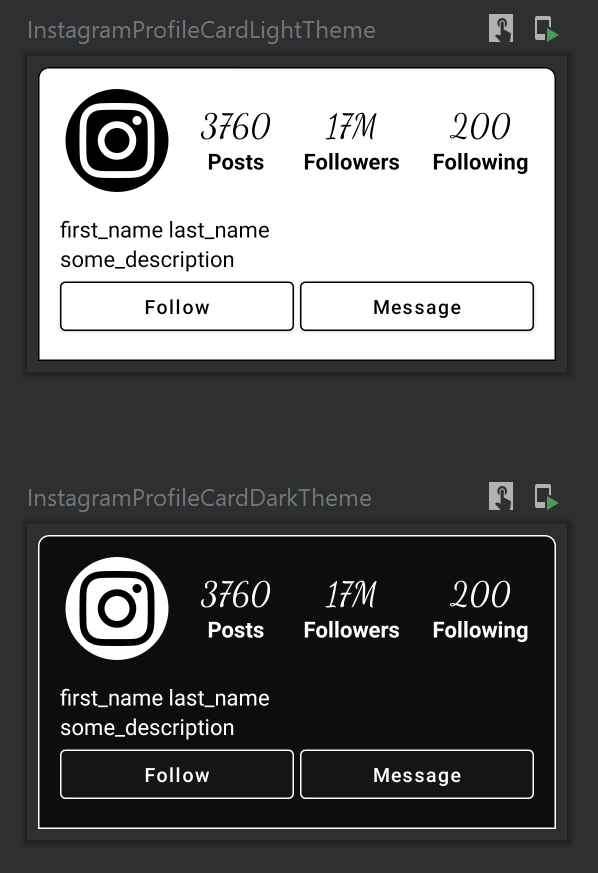 InstagramProfileCardLightTheme
3760 17M 200
Posts Followers Following
first_name last_name
some_description
Follow Message
InstagramProfileCardDarkTheme
3760 17M 200
Posts Followers Following
first_name last_name
some_description
Follow Message